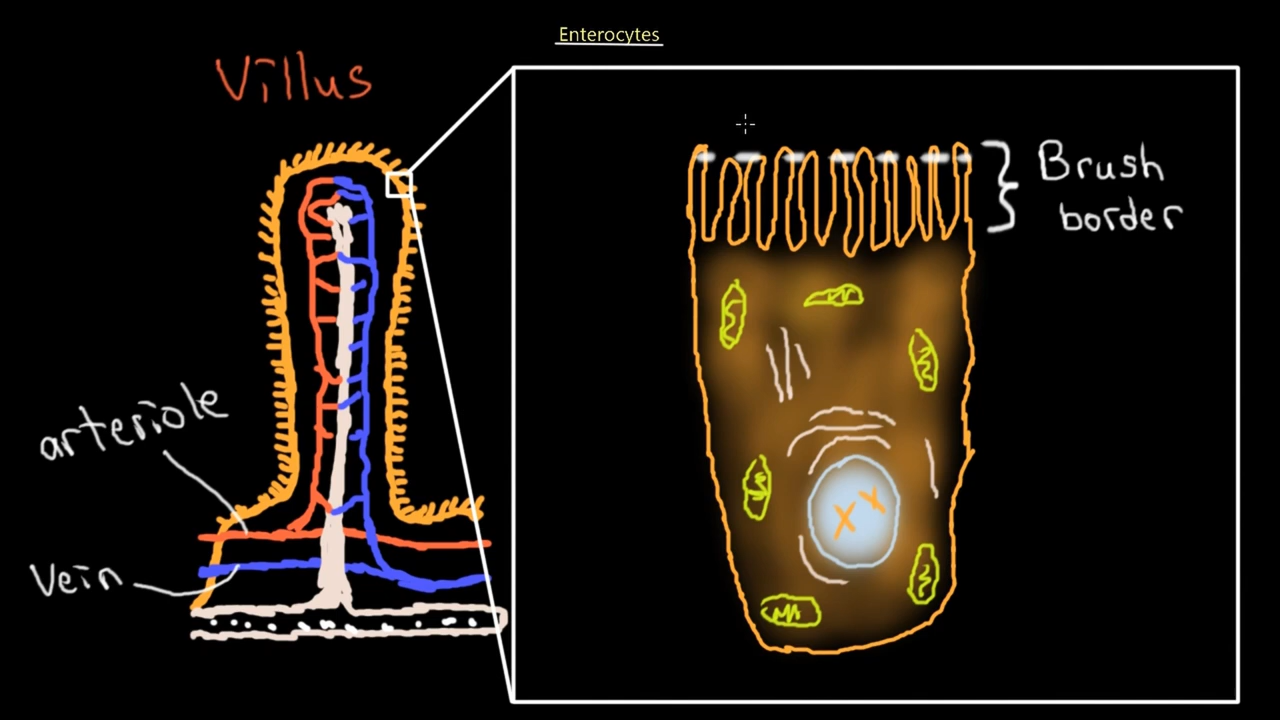 Enterocytes
Villus
Brush
border
arteriole
vein